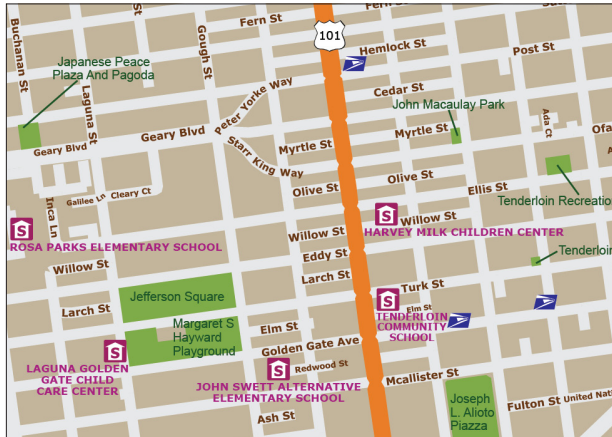 Fern St
Fern St
Buchanan St
Gough St
101
Hemlock St
Post St
Japanese Peace
Plaza And Pagoda
Laguna St
Peter Yorke Way
Cedar St
John Macaulay Park
Ada Ct
Geary Blvd
Geary Blvd
Myrtle St
Myrtle St
Starr King Way
Olive St
Olive St
Ellis St
Tenderloin Recreation
Galilee Ln
Cleary Ct
Inca Ln
Willow St
Willow St
HARVEY MILK CHILDREN CENTER
ROSA PARKS ELEMENTARY SCHOOL
Eddy St
Tenderloin
Willow St
Larch St
Turk St
Jefferson Square
Larch St
Elm St
TENDERLOIN
COMMUNITY
SCHOOL
Margaret S
Hayward
Playground
Elm St
Golden Gate Ave
Redwood St
LAGUNA GOLDEN
GATE CHILD
CARE CENTER
JOHN SWETT ALTERNATIVE
ELEMENTARY SCHOOL
Mcallister St
Joseph
L. Alioto
Piazza
Fulton St
Ash St